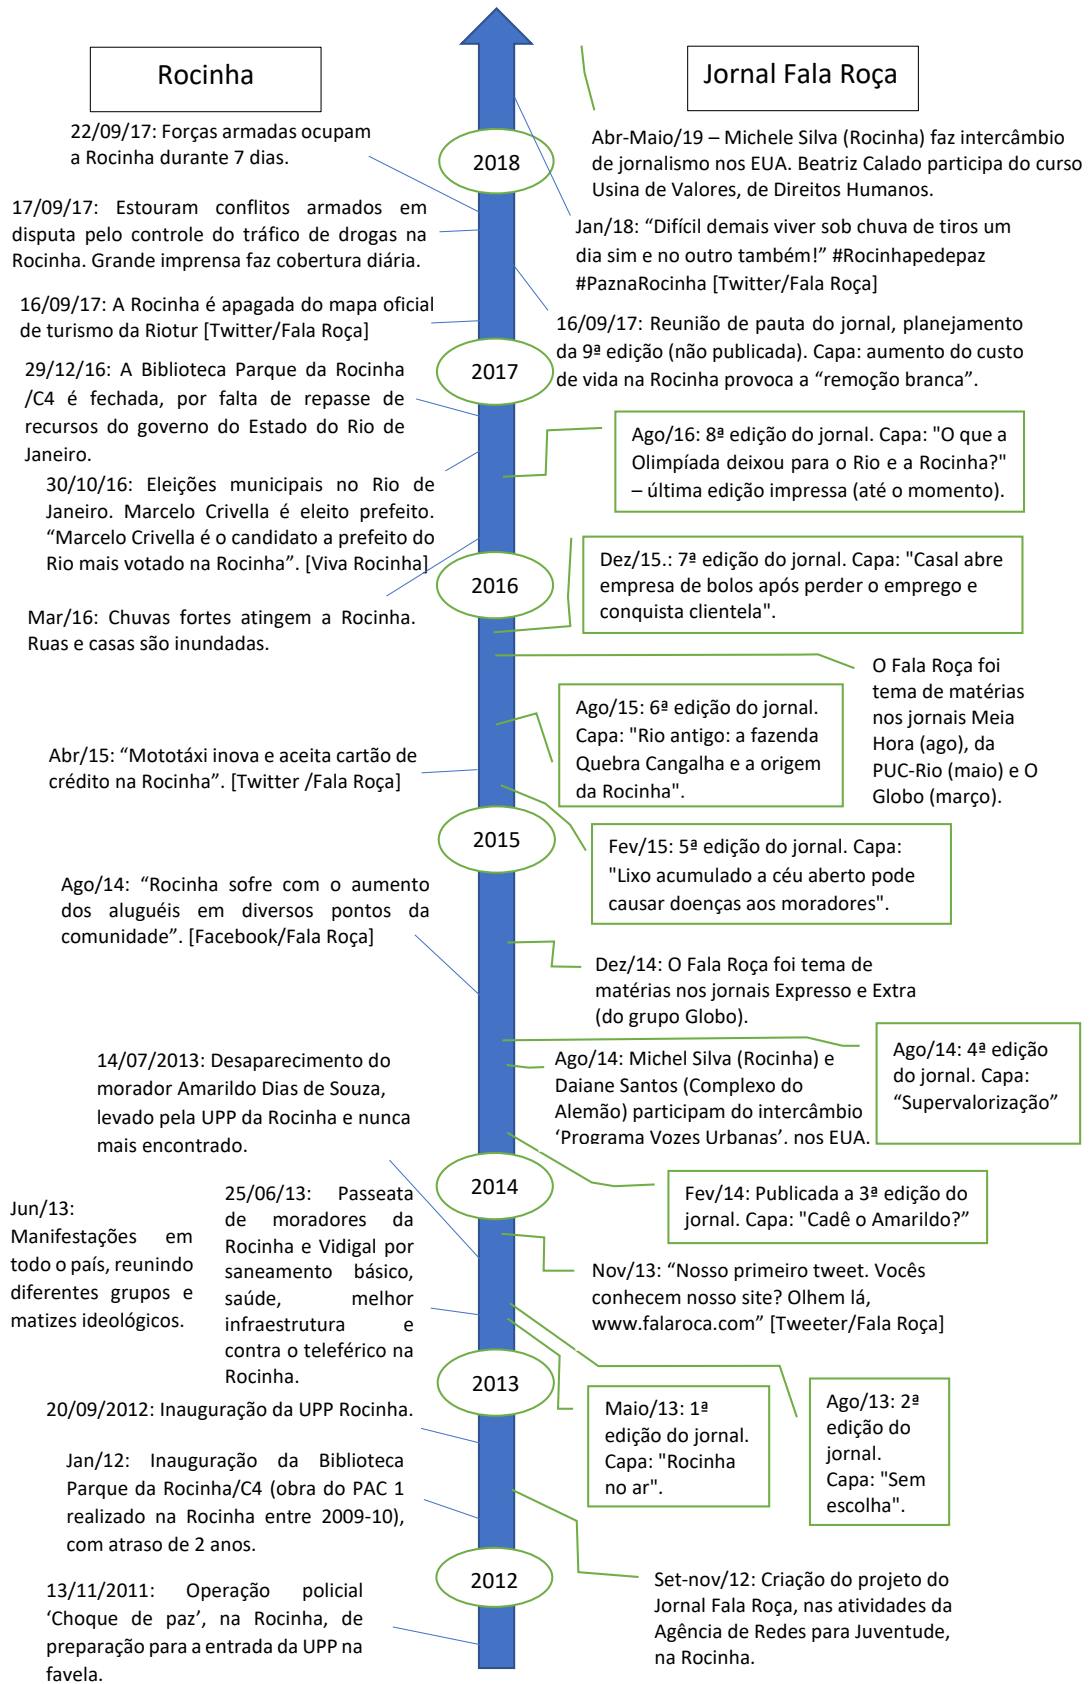 Rocinha
22/09/17: Forças armadas ocupam
a Rocinha durante 7 dias.
17/09/17: Estouram conflitos armados em
disputa pelo controle do tráfico de drogas na
Rocinha. Grande imprensa faz cobertura diária.
16/09/17: A Rocinha é apagada do mapa oficial
de turismo da Riotur [Twitter/Fala Roça]
29/12/16: A Biblioteca Parque da Rocinha
/C4 é fechada, por falta de repasse de
recursos do governo do Estado do Rio de
Janeiro.
30/10/16: Eleições municipais no Rio de
Janeiro. Marcelo Crivella é eleito prefeito.
“Marcelo Crivella é o candidato a prefeito do
Rio mais votado na Rocinha”. [Viva Rocinha]
Mar/16: Chuvas fortes atingem a Rocinha.
Ruas e casas são inundadas.
Abr/15: “Mototáxi inova e aceita cartão de
crédito na Rocinha”. [Twitter /Fala Roça]
Ago/14: “Rocinha sofre com o aumento
dos aluguéis em diversos pontos da
comunidade”. [Facebook/Fala Roça]
14/07/2013: Desaparecimento do
morador Amarildo Dias de Souza,
levado pela UPP da Rocinha e nunca
mais encontrado.
Jun/13:
Manifestações em
todo o país, reunindo
diferentes grupos e
matizes ideológicos.
25/06/13: Passeata
de moradores da
Rocinha e Vidigal por
saneamento básico,
saúde, melhor
infraestrutura e
contra o teleférico na
Rocinha.
20/09/2012: Inauguração da UPP Rocinha.
Jan/12: Inauguração da Biblioteca
Parque da Rocinha/C4 (obra do PAC 1
realizado na Rocinha entre 2009-10),
com atraso de 2 anos.
13/11/2011: Operação policial
‘Choque de paz’, na Rocinha, de
preparação para a entrada da UPP na
favela.
2018
2017
2016
2015
2014
2013
2012
Jornal Fala Roça
Abr-Maio/19 – Michele Silva (Rocinha) faz intercâmbio
de jornalismo nos EUA. Beatriz Calado participa do curso
Usina de Valores, de Direitos Humanos.
Jan/18: “Difícil demais viver sob chuva de tiros um
dia sim e no outro também!” #Rocinhapedepaz
#PaznaRocinha [Twitter/Fala Roça]
16/09/17: Reunião de pauta do jornal, planejamento
da 9ª edição (não publicada). Capa: aumento do custo
de vida na Rocinha provoca a “remoção branca”.
Ago/16: 8ª edição do jornal. Capa: "O que a
Olimpíada deixou para o Rio e a Rocinha?"
– última edição impressa (até o momento).
Dez/15.: 7ª edição do jornal. Capa: "Casal abre
empresa de bolos após perder o emprego e
conquista clientela".
O Fala Roça foi
tema de matérias
nos jornais Meia
Hora (ago), da
PUC-Rio (maio) e O
Globo (março).
Ago/15: 6ª edição do jornal.
Capa: "Rio antigo: a fazenda
Quebra Cangalha e a origem
da Rocinha".
Fev/15: 5ª edição do jornal. Capa:
"Lixo acumulado a céu aberto pode
causar doenças aos moradores".
Dez/14: O Fala Roça foi tema de
matérias nos jornais Expresso e Extra
(do grupo Globo).
Ago/14: 4ª edição
do jornal. Capa:
“Supervalorização”
Ago/14: Michel Silva (Rocinha) e
Daiane Santos (Complexo do
Alemão) participam do intercâmbio
‘Programa Vozes Urbanas’, nos EUA.
Fev/14: Publicada a 3ª edição do
jornal. Capa: "Cadê o Amarildo?”
Nov/13: “Nosso primeiro tweet. Vocês
conhecem nosso site? Olhem lá,
www.falaroca.com” [Tweeter/Fala Roça]
Maio/13: 1ª
edição do jornal.
Capa: "Rocinha
no ar".
Ago/13: 2ª
edição do
jornal.
Capa: "Sem
escolha".
Set-nov/12: Criação do projeto do
Jornal Fala Roça, nas atividades da
Agência de Redes para Juventude,
na Rocinha.